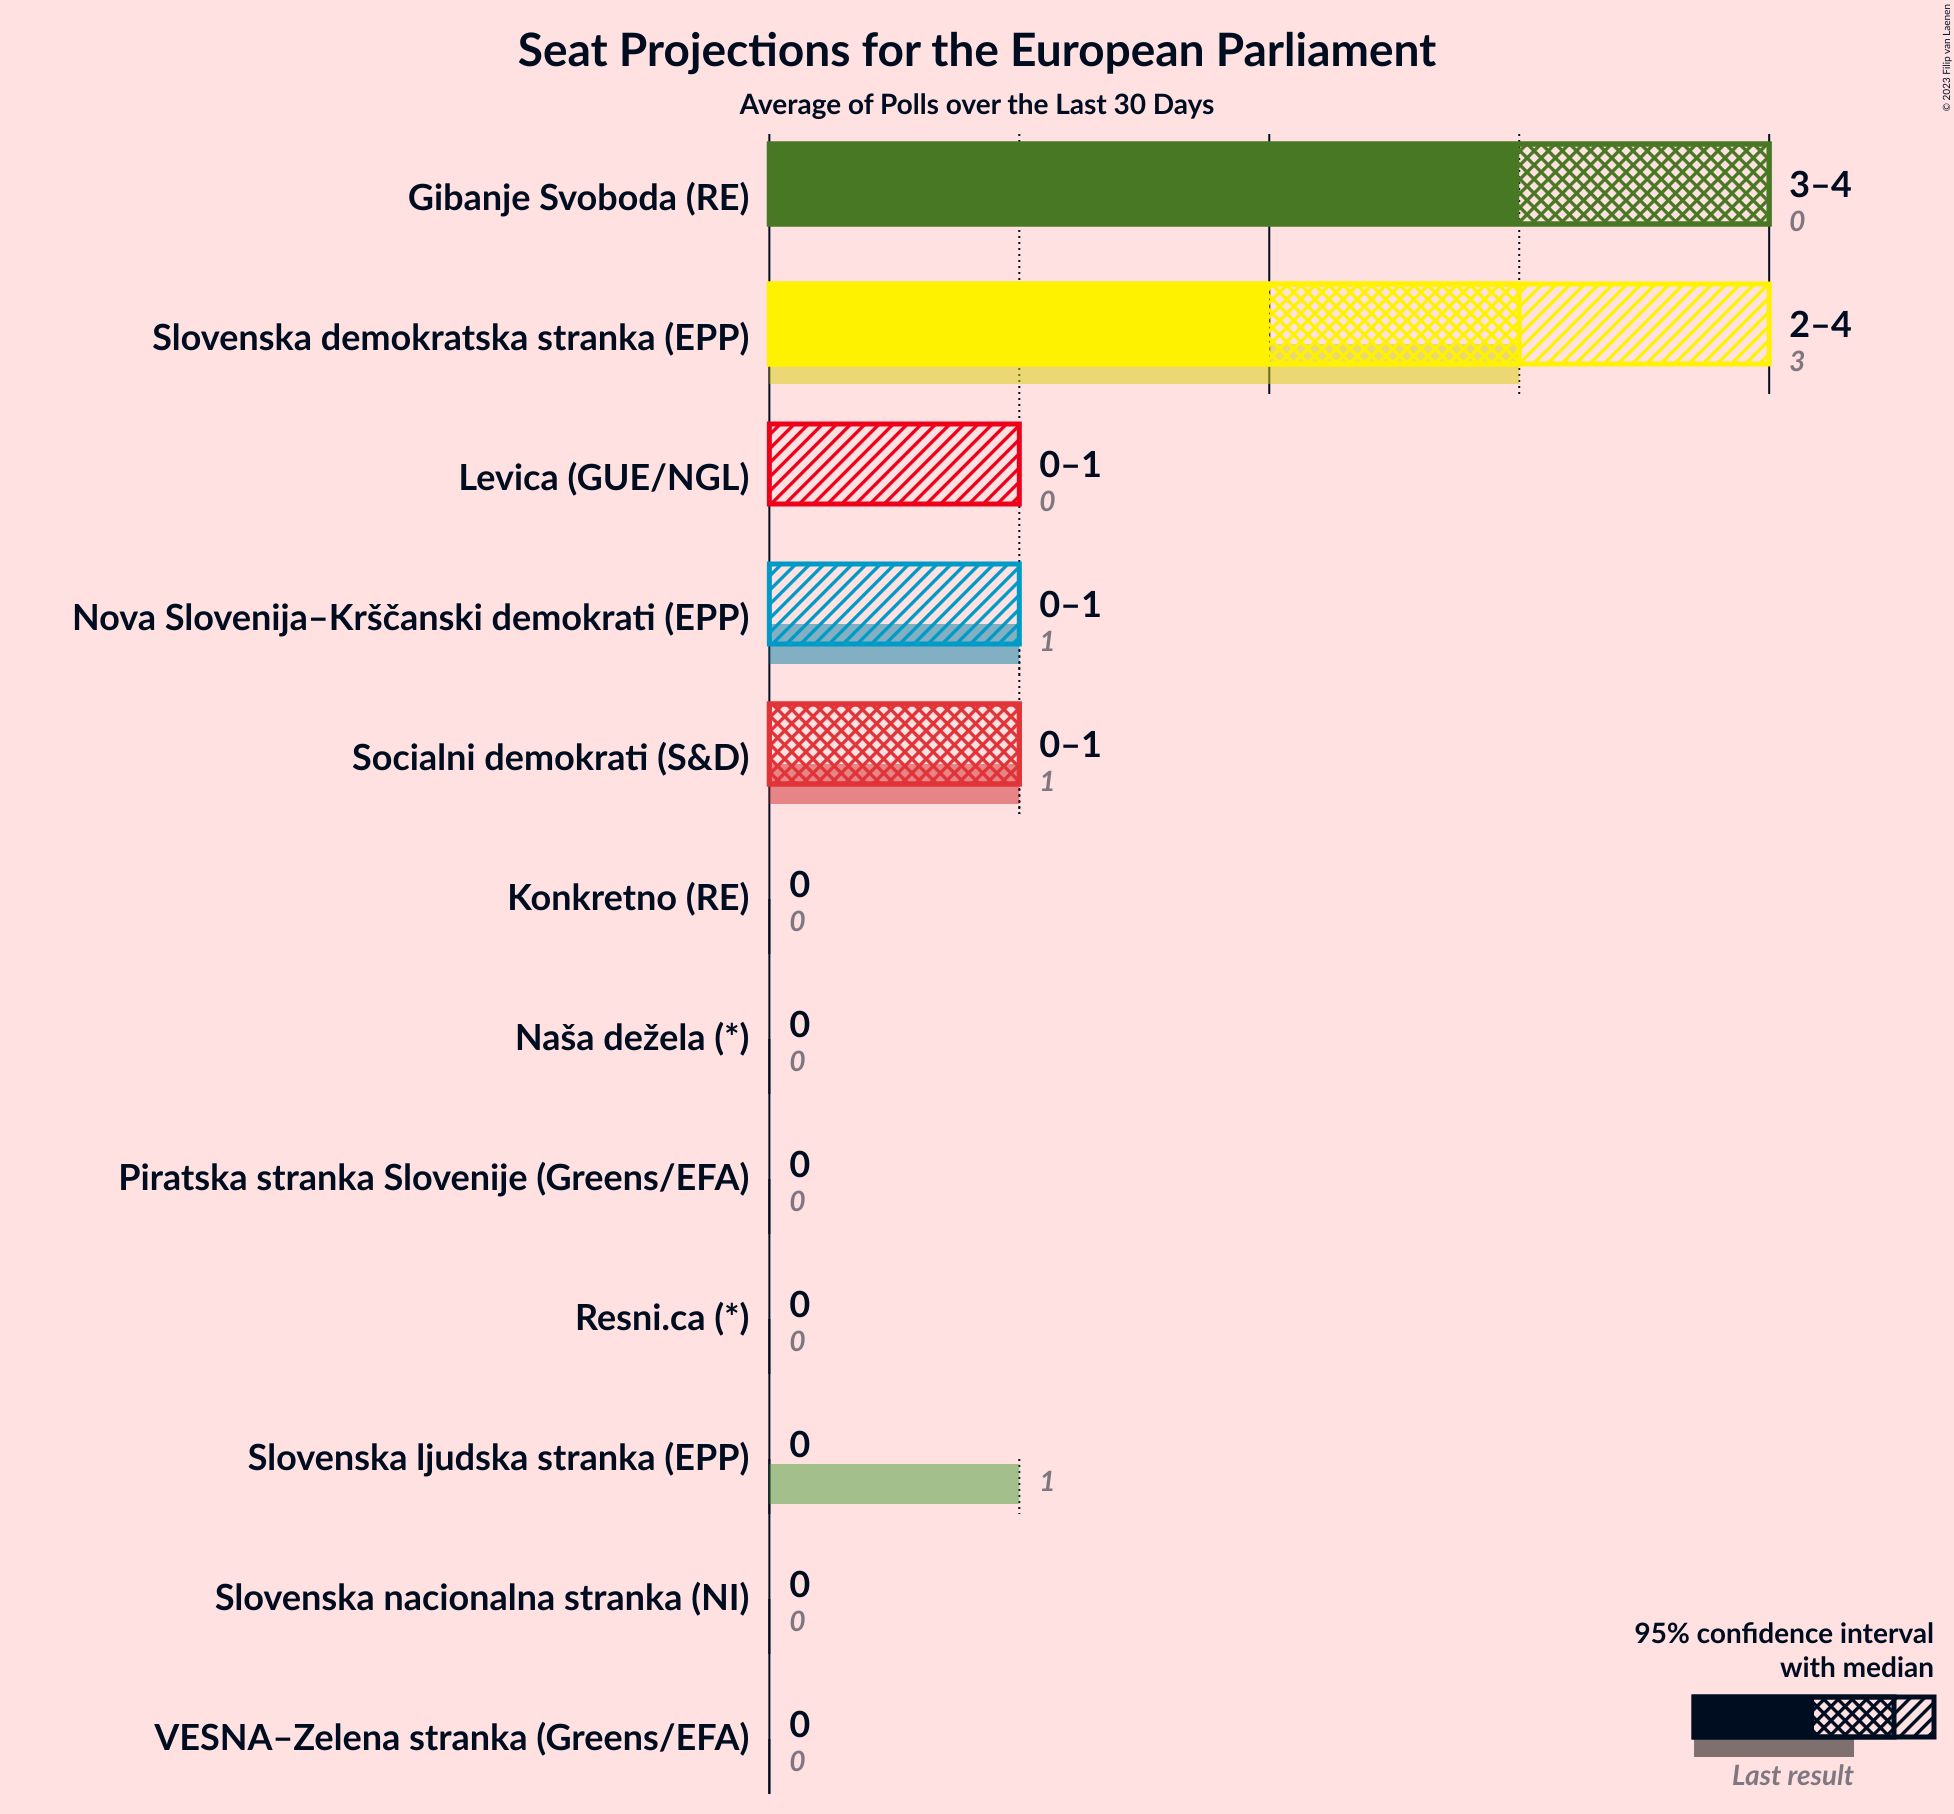 Seat Projections for the European Parliament
Average of Polls over the Last 30 Days
© 2023 Filip van Laenen
Gibanje Svoboda (RE)
3–4
0
Slovenska demokratska stranka (EPP)
2–4
3
Levica (GUE/NGL)
0–1
0
Nova Slovenija–Krščanski demokrati (EPP)
0–1
1
Socialni demokrati (S&D)
0–1
1
Konkretno (RE)
0
0
Naša dežela (*)
0
0
Piratska stranka Slovenije (Greens/EFA)
0
0
Resni.ca (*)
0
0
Slovenska ljudska stranka (EPP)
0
1
Slovenska nacionalna stranka (NI)
0
0
VESNA–Zelena stranka (Greens/EFA)
0
0
95% confidence interval
with median
Last result